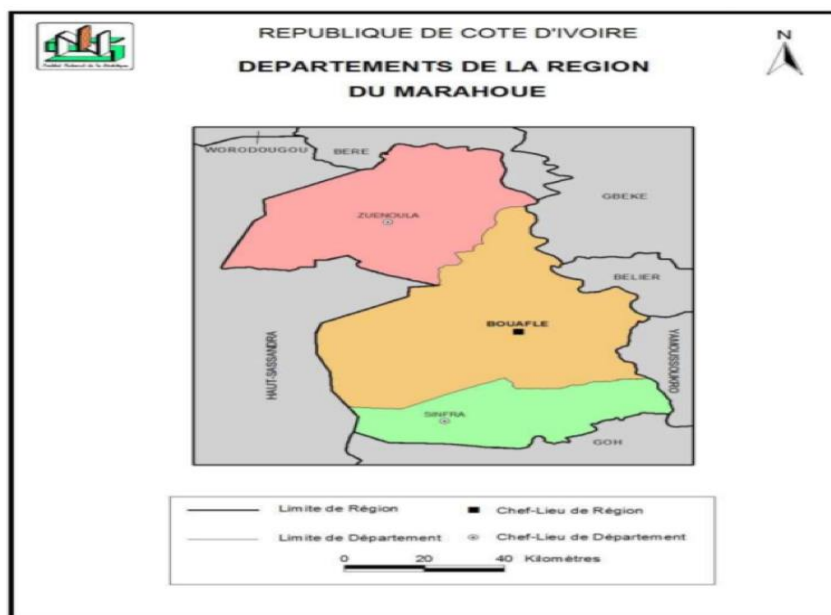 REPUBLIQUE DE COTE D'IVOIRE
N
DEPARTEMENTS DE LA REGION
DU MARAHOUE
WORODOUGOU
BERE
ZUENOULA
GBEKE
BELIER
BOUAFLE
HAUT-SASSANDRA
YAMOUSSOUKRO
SINFRA
GOH
Limite de Région
Chef-Lieu de Région
Limite de Département
Chef-Lieu de Département
0 20 40 Kilomètres